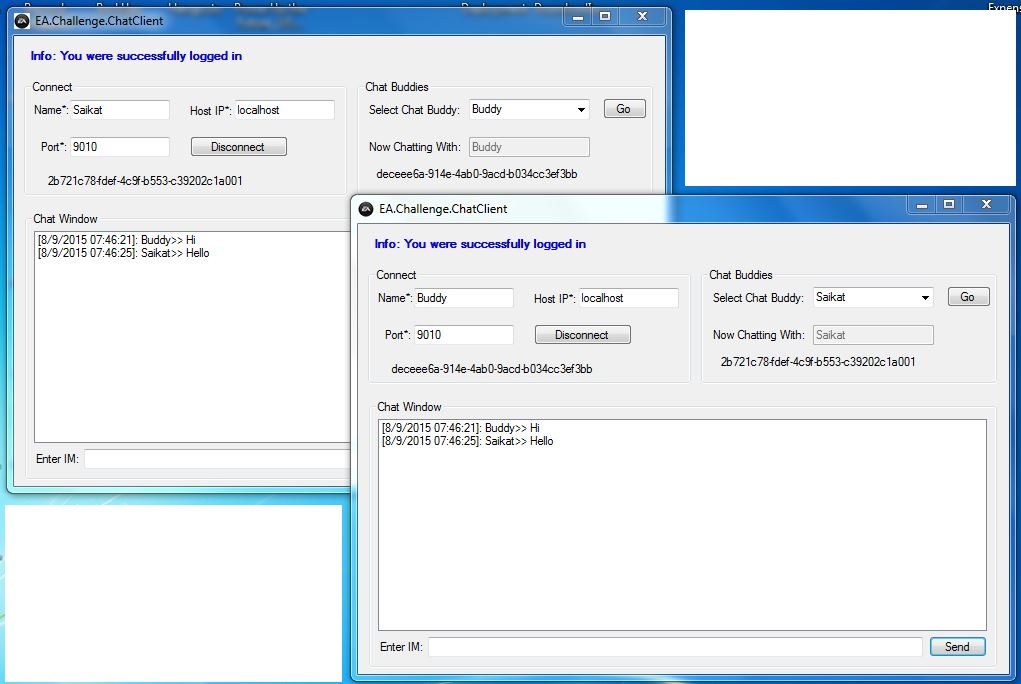 Expens
EA.Challenge.ChatClient
Info: You were successfully logged in
Connect
Name*: Saikat Host IP*: localhost
Port*: 9010 Disconnect
2b721c78-fdef-4c9f-b553-c39202c1a001
Chat Buddies
Select Chat Buddy: Buddy Go
Now Chatting With: Buddy
deceee6a-914e-4ab0-9acd-b034cc3ef3bb
Chat Window
[8/9/2015 07:46:21]: Buddy>> Hi
[8/9/2015 07:46:25]: Saikat>> Hello
Enter IM:
EA.Challenge.ChatClient
Info: You were successfully logged in
Connect
Name*: Buddy Host IP*: localhost
Port*: 9010 Disconnect
deceee6a-914e-4ab0-9acd-b034cc3ef3bb
Chat Buddies
Select Chat Buddy: Saikat Go
Now Chatting With: Saikat
2b721c78-fdef-4c9f-b553-c39202c1a001
Chat Window
[8/9/2015 07:46:21]: Buddy>> Hi
[8/9/2015 07:46:25]: Saikat>> Hello
Enter IM: Send